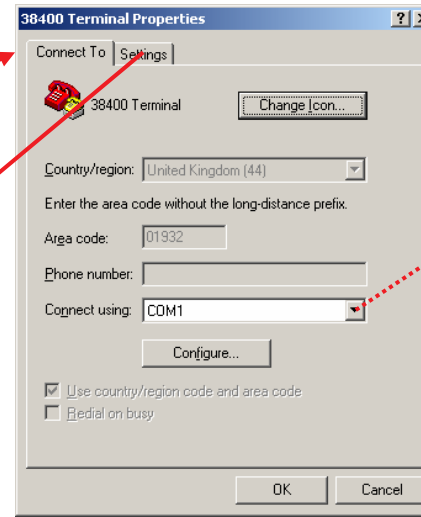 38400 Terminal Properties
Connect To Settings
38400 Terminal Change Icon...
Country/region: United Kingdom (44)
Enter the area code without the long-distance prefix.
Area code: 01932
Phone number:
Connect using: COM1
Configure...
Use country/region code and area code
Redial on busy
OK Cancel